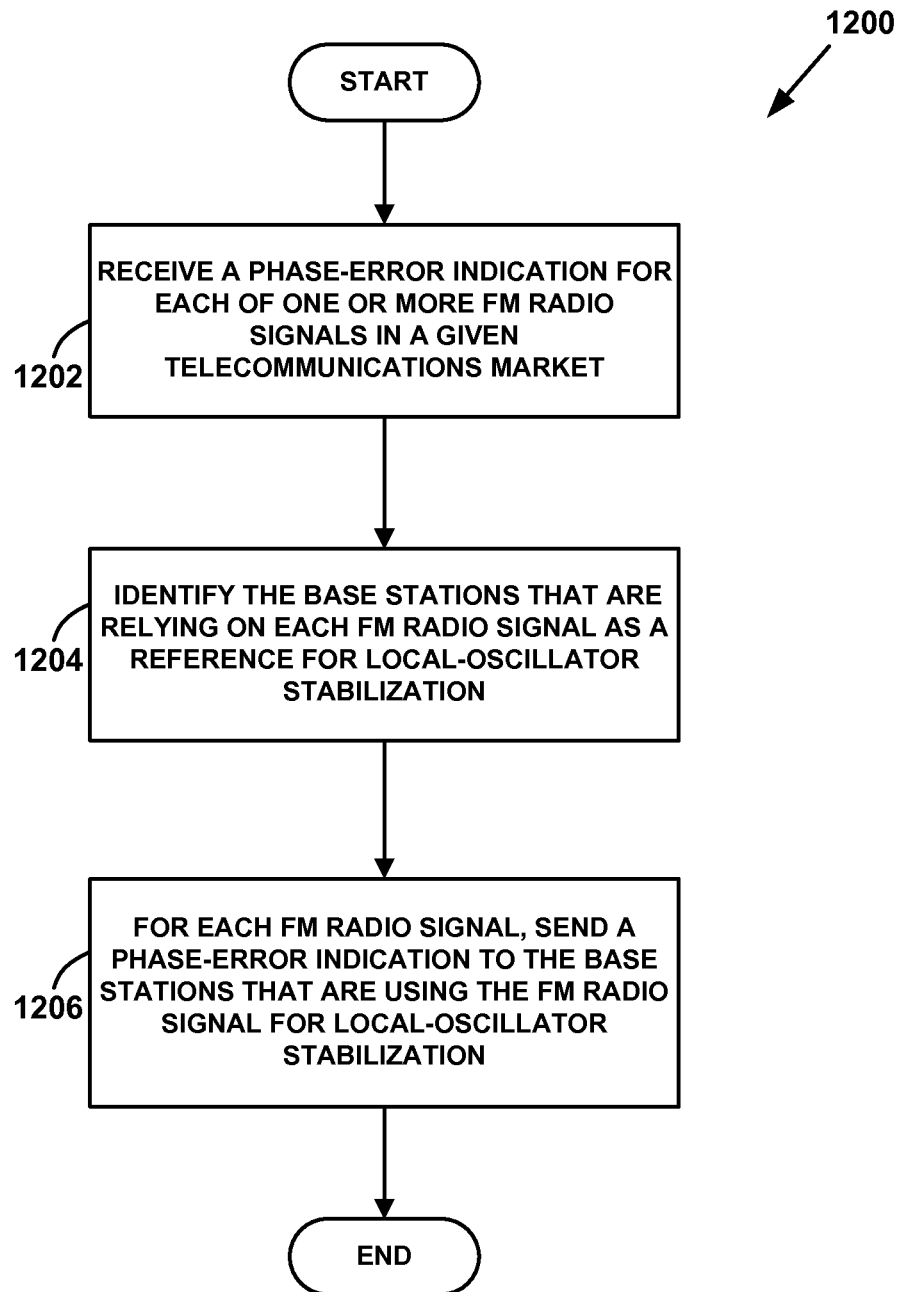 1200
START
RECEIVE A PHASE-ERROR INDICATION FOR
EACH OF ONE OR MORE FM RADIO
SIGNALS IN A GIVEN
TELECOMMUNICATIONS MARKET
1202
IDENTIFY THE BASE STATIONS THAT ARE
RELYING ON EACH FM RADIO SIGNAL AS A
REFERENCE FOR LOCAL-OSCILLATOR
STABILIZATION
1204
FOR EACH FM RADIO SIGNAL, SEND A
PHASE-ERROR INDICATION TO THE BASE
STATIONS THAT ARE USING THE FM RADIO
SIGNAL FOR LOCAL-OSCILLATOR
STABILIZATION
1206
END